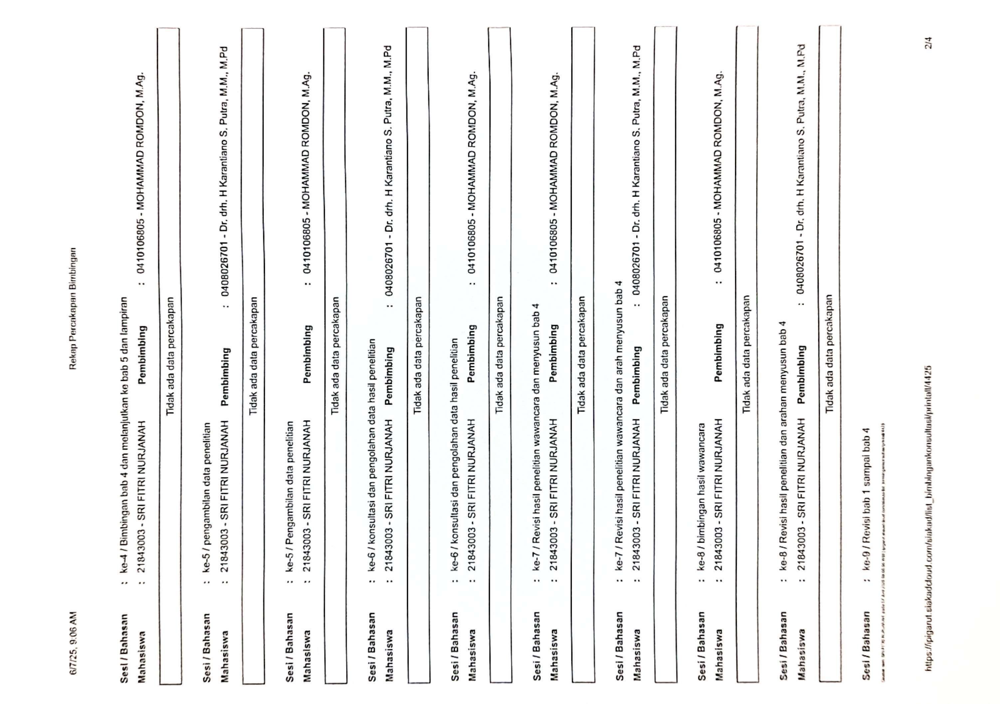 6/7/25, 9:06 AM Rekap Percakapan Bimbingan
Sesi / Bahasan : ke-4 / Bimbingan bab 4 dan melanjutkan ke bab 5 dan lampiran
Mahasiswa : 21843003 - SRI FITRI NURJANAH Pembimbing : 0410106805 - MOHAMMAD ROMDON, M.Ag.
Tidak ada data percakapan
Sesi / Bahasan : ke-5 / pengambilan data penelitian
Mahasiswa : 21843003 - SRI FITRI NURJANAH Pembimbing : 0408026701 - Dr. drh. H Karantiano S. Putra, M.M., M.Pd
Tidak ada data percakapan
Sesi / Bahasan : ke-5 / Pengambilan data penelitian
Mahasiswa : 21843003 - SRI FITRI NURJANAH Pembimbing : 0410106805 - MOHAMMAD ROMDON, M.Ag.
Tidak ada data percakapan
Sesi / Bahasan : ke-6 / konsultasi dan pengolahan data hasil penelitian
Mahasiswa : 21843003 - SRI FITRI NURJANAH Pembimbing : 0408026701 - Dr. drh. H Karantiano S. Putra, M.M., M.Pd
Tidak ada data percakapan
Sesi / Bahasan : ke-6 / konsultasi dan pengolahan data hasil penelitian
Mahasiswa : 21843003 - SRI FITRI NURJANAH Pembimbing : 0410106805 - MOHAMMAD ROMDON, M.Ag.
Tidak ada data percakapan
Sesi / Bahasan : ke-7 / Revisi hasil penelitian wawancara dan menyusun bab 4
Mahasiswa : 21843003 - SRI FITRI NURJANAH Pembimbing : 0410106805 - MOHAMMAD ROMDON, M.Ag.
Tidak ada data percakapan
Sesi / Bahasan : ke-7 / Revisi hasil penelitian wawancara dan arah menyusun bab 4
Mahasiswa : 21843003 - SRI FITRI NURJANAH Pembimbing : 0408026701 - Dr. drh. H Karantiano S. Putra, M.M., M.Pd
Tidak ada data percakapan
Sesi / Bahasan : ke-8 / bimbingan hasil wawancara
Mahasiswa : 21843003 - SRI FITRI NURJANAH Pembimbing : 0410106805 - MOHAMMAD ROMDON, M.Ag.
Tidak ada data percakapan
Sesi / Bahasan : ke-8 / Revisi hasil penelitian dan arahan menyusun bab 4
Mahasiswa : 21843003 - SRI FITRI NURJANAH Pembimbing : 0408026701 - Dr. drh. H Karantiano S. Putra, M.M., M.Pd
Tidak ada data percakapan
Sesi / Bahasan : ke-9 / Revisi bab 1 sampai bab 4
https://ipigarut.siakadcloud.com/siakad/list_bimbingankonsultasi/printall/4425 2/4